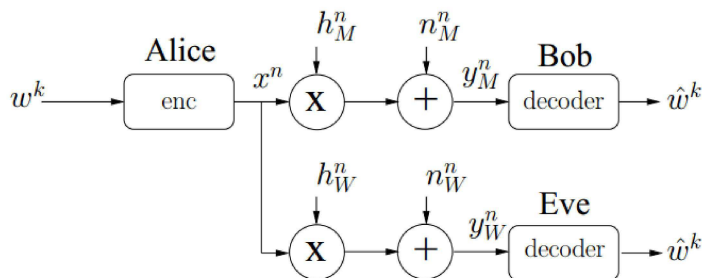 h_M^n n_M^n
Alice Bob
w^k enc x^n X + y_M^n decoder ŵ^k
h_W^n n_W^n
Eve
X + y_W^n decoder ŵ^k